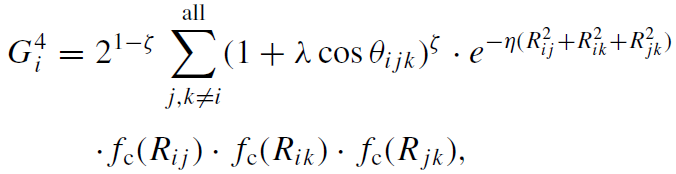 all
G_i^4 = 2^{1−ζ} ∑ (1 + λ cos θ_{ijk})^ζ · e^{−η(R_{ij}^2+R_{ik}^2+R_{jk}^2)}
j,k≠i
· f_c(R_{ij}) · f_c(R_{ik}) · f_c(R_{jk}),